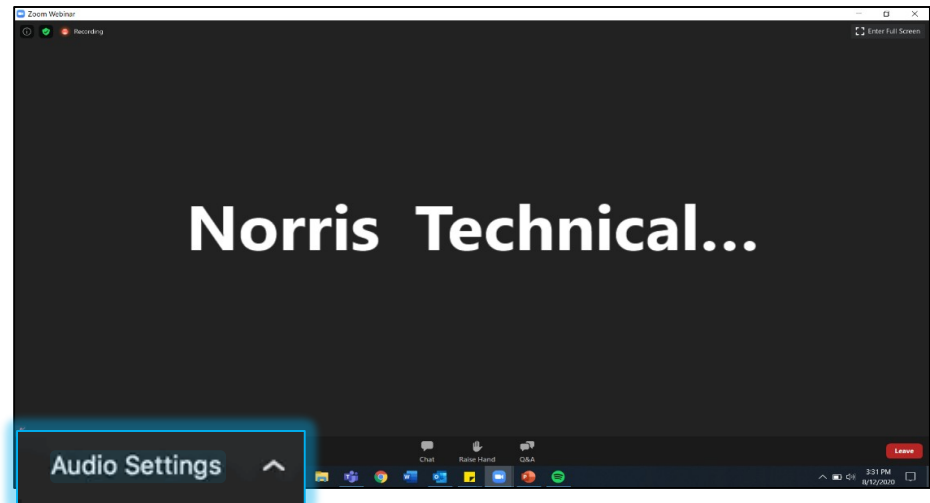 Zoom Webinar
Recording
Enter Full Screen
Norris Technical...
Audio Settings
Chat Raise Hand Q&A
Leave
3:31 PM
8/12/2020